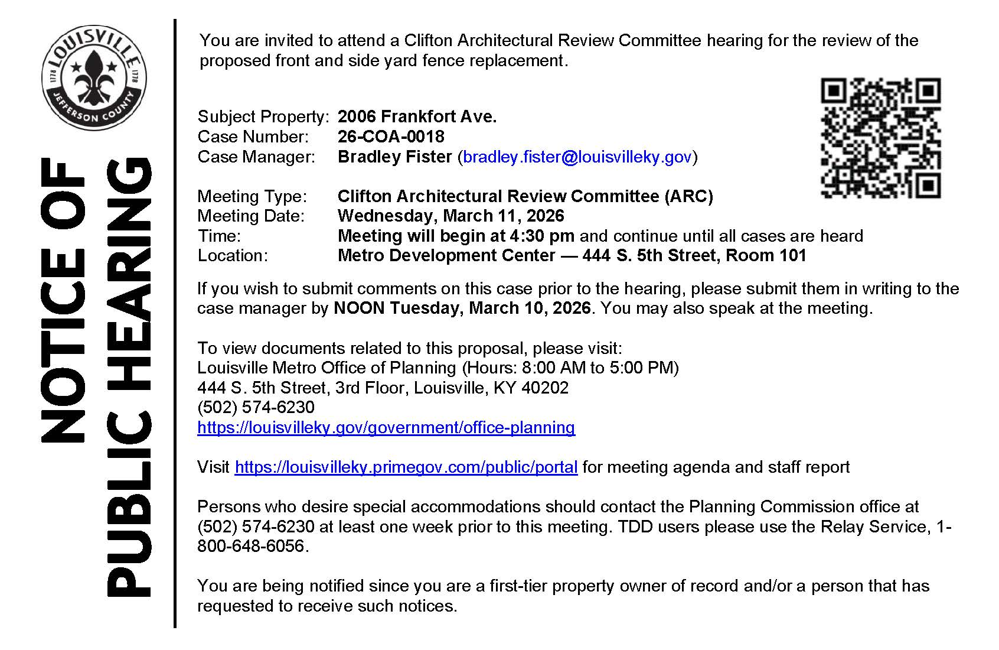 LOUISVILLE
1778
1778
JEFFERSON COUNTY
NOTICE OF
PUBLIC HEARING
You are invited to attend a Clifton Architectural Review Committee hearing for the review of the
proposed front and side yard fence replacement.
Subject Property: 2006 Frankfort Ave.
Case Number: 26-COA-0018
Case Manager: Bradley Fister (bradley.fister@louisvilleky.gov)
Meeting Type: Clifton Architectural Review Committee (ARC)
Meeting Date: Wednesday, March 11, 2026
Time: Meeting will begin at 4:30 pm and continue until all cases are heard
Location: Metro Development Center — 444 S. 5th Street, Room 101
If you wish to submit comments on this case prior to the hearing, please submit them in writing to the
case manager by NOON Tuesday, March 10, 2026. You may also speak at the meeting.
To view documents related to this proposal, please visit:
Louisville Metro Office of Planning (Hours: 8:00 AM to 5:00 PM)
444 S. 5th Street, 3rd Floor, Louisville, KY 40202
(502) 574-6230
https://louisvilleky.gov/government/office-planning
Visit https://louisvilleky.primegov.com/public/portal for meeting agenda and staff report
Persons who desire special accommodations should contact the Planning Commission office at
(502) 574-6230 at least one week prior to this meeting. TDD users please use the Relay Service, 1-
800-648-6056.
You are being notified since you are a first-tier property owner of record and/or a person that has
requested to receive such notices.